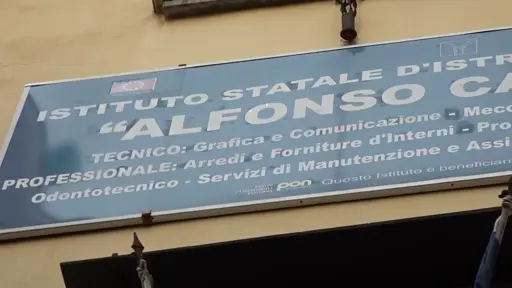 ISTITUTO STATALE D'ISTR
"ALFONSO CA
TECNICO: Grafica e Comunicazione - Mecc
PROFESSIONALE: Arredi e Forniture d'Interni - Pro
Odontotecnico - Servizi di Manutenzione e Assi
pon Questo Istituto è beneficiari